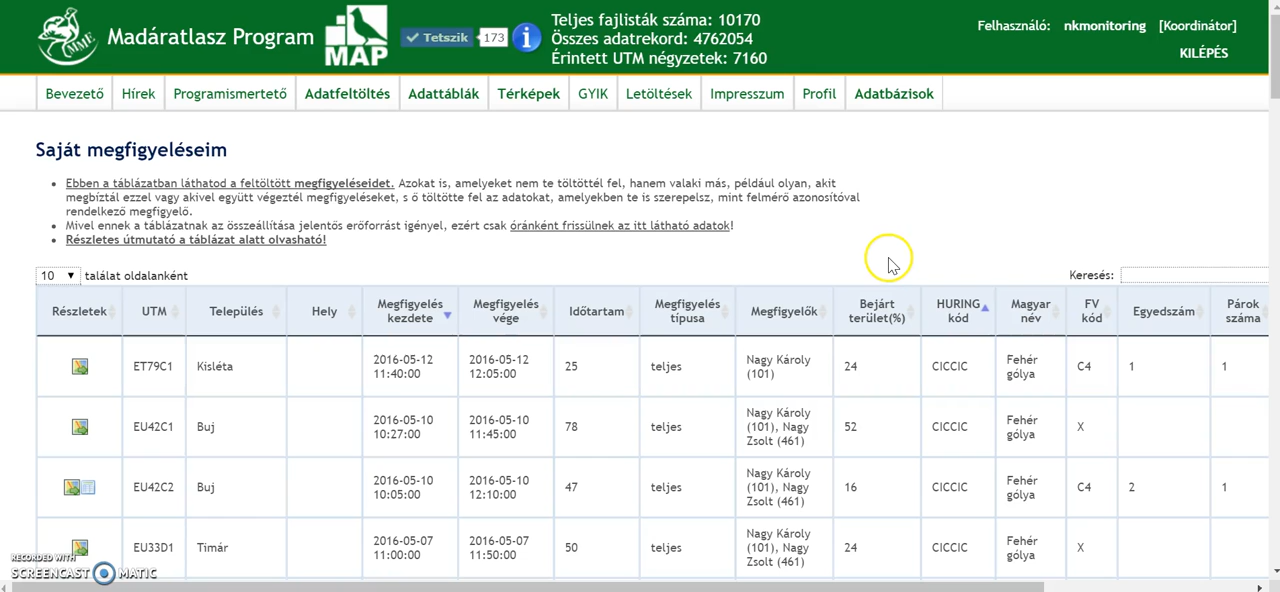 MME
Madáratlasz Program
MAP
Tetszik 173
i
Teljes fajlisták száma: 10170
Összes adatrekord: 4762054
Érintett UTM négyzetek: 7160
Felhasználó: nkmonitoring [Koordinátor]
KILÉPÉS
Bevezető Hírek Programismertető Adatfeltöltés Adattáblák Térképek GYIK Letöltések Impresszum Profil Adatbázisok
Saját megfigyeléseim
Ebben a táblázatban láthatod a feltöltött megfigyeléseidet. Azokat is, amelyeket nem te töltöttél fel, hanem valaki más, például olyan, akit
megbíztál ezzel vagy akivel együtt végeztél megfigyeléseket, s ő töltötte fel az adatokat, amelyekben te is szerepelsz, mint felmérő azonosítóval
rendelkező megfigyelő.
Mivel ennek a táblázatnak az összeállítása jelentős erőforrást igényel, ezért csak óránként frissülnek az itt látható adatok!
Részletes útmutató a táblázat alatt olvasható!
10 találat oldalanként
Keresés:
Részletek UTM Település Hely Megfigyelés kezdete Megfigyelés vége Időtartam Megfigyelés típusa Megfigyelők Bejárt terület(%) HURING kód Magyar név FV kód Egyedszám Párok száma
ET79C1 Kisléta 2016-05-12 11:40:00 2016-05-12 12:05:00 25 teljes Nagy Károly (101) 24 CICCIC Fehér gólya C4 1 1
EU42C1 Buj 2016-05-10 10:27:00 2016-05-10 11:45:00 78 teljes Nagy Károly (101), Nagy Zsolt (461) 52 CICCIC Fehér gólya X
EU42C2 Buj 2016-05-10 10:05:00 2016-05-10 12:10:00 47 teljes Nagy Károly (101), Nagy Zsolt (461) 16 CICCIC Fehér gólya C4 2 1
EU33D1 Timár 2016-05-07 11:00:00 2016-05-07 11:50:00 50 teljes Nagy Károly (101), Nagy Zsolt (461) 24 CICCIC Fehér gólya X
RECORDED WITH
SCREENCAST MATIC